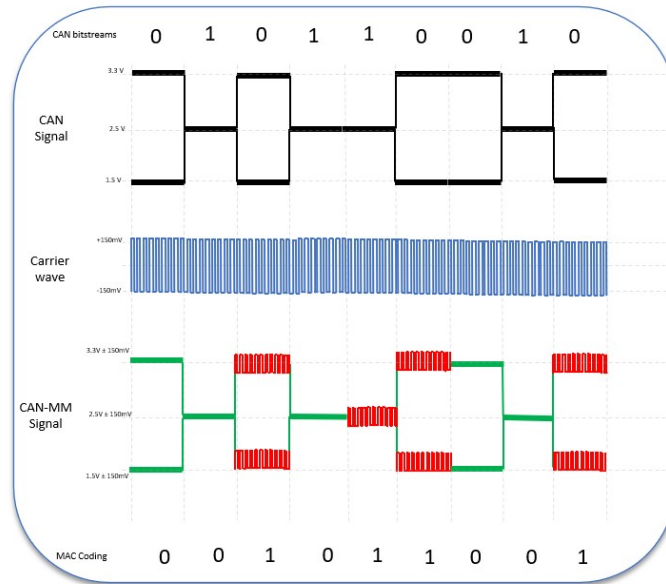 CAN bitstreams 0 1 0 1 1 0 0 1 0
3.3 V
CAN
Signal
2.5 V
1.5 V
+150mV
Carrier
wave
-150mV
3.3V ± 150mV
CAN-MM
Signal
2.5V ± 150mV
1.5V ± 150mV
MAC Coding 0 0 1 0 1 1 0 0 1